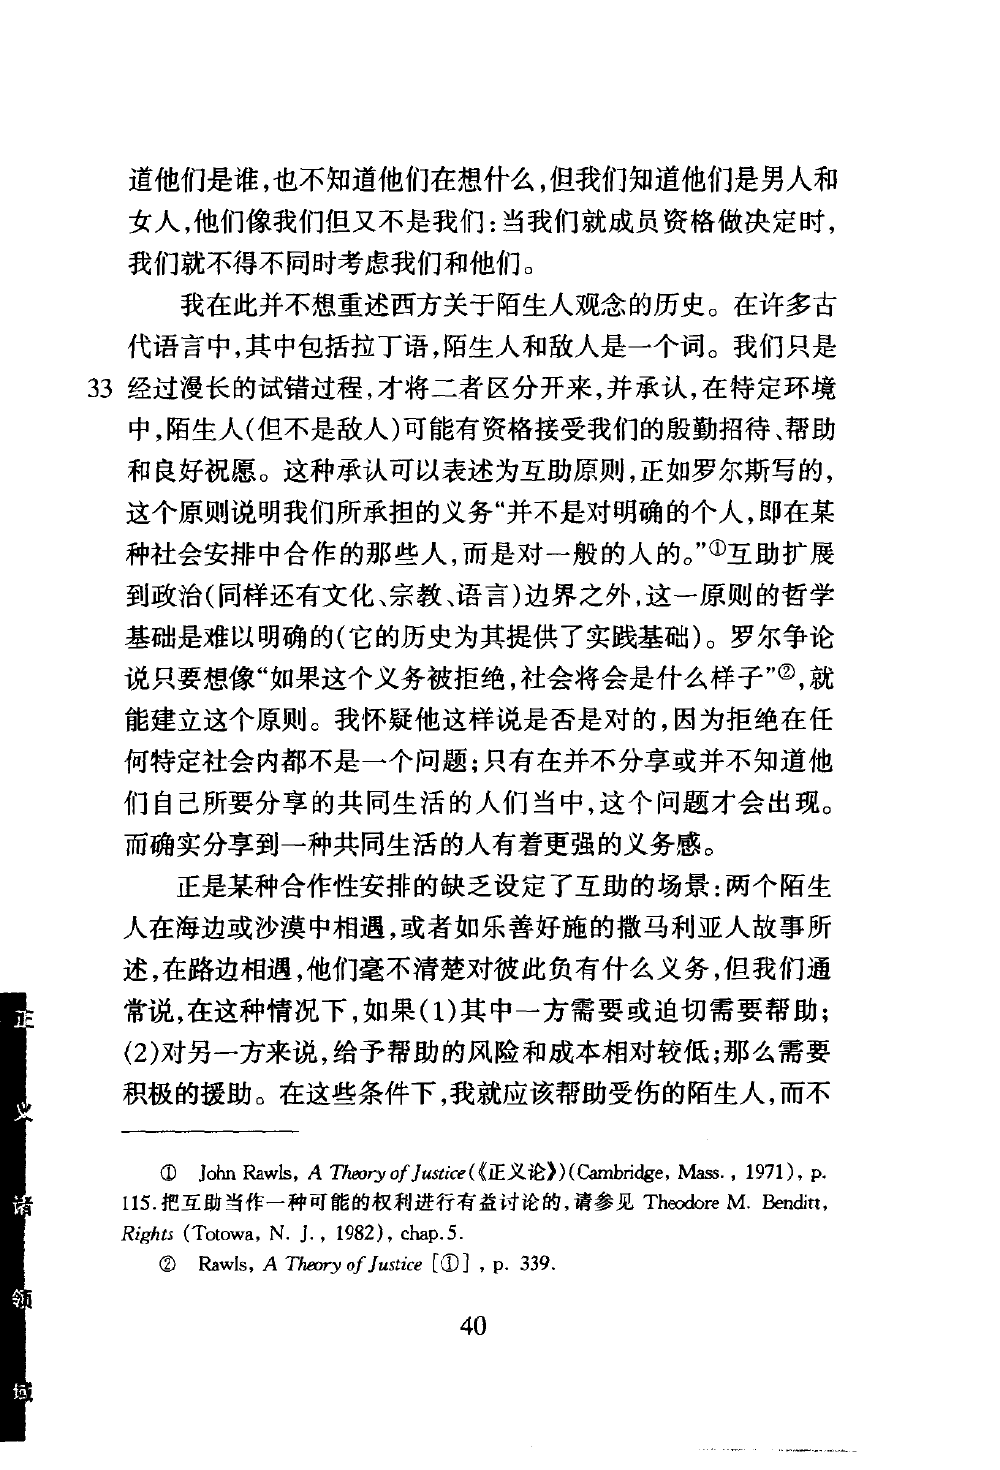 道他们是谁,也不知道他们在想什么,但我们知道他们是男人和
女人,他们像我们但又不是我们:当我们就成员资格做决定时,
我们就不得不同时考虑我们和他们。
我在此并不想重述西方关于陌生人观念的历史。在许多古
代语言中,其中包括拉丁语,陌生人和敌人是一个词。我们只是
33 经过漫长的试错过程,才将二者区分开来,并承认,在特定环境
中,陌生人(但不是敌人)可能有资格接受我们的殷勤招待、帮助
和良好祝愿。这种承认可以表述为互助原则,正如罗尔斯写的,
这个原则说明我们所承担的义务“并不是对明确的个人,即在某
种社会安排中合作的那些人,而是对一般的人的。”①互助扩展
到政治(同样还有文化、宗教、语言)边界之外,这一原则的哲学
基础是难以明确的(它的历史为其提供了实践基础)。罗尔争论
说只要想像“如果这个义务被拒绝,社会将会是什么样子”②,就
能建立这个原则。我怀疑他这样说是否是对的,因为拒绝在任
何特定社会内都不是一个问题;只有在并不分享或并不知道他
们自己所要分享的共同生活的人们当中,这个问题才会出现。
而确实分享到一种共同生活的人有着更强的义务感。
正是某种合作性安排的缺乏设定了互助的场景:两个陌生
人在海边或沙漠中相遇,或者如乐善好施的撒马利亚人故事所
述,在路边相遇,他们毫不清楚对彼此负有什么义务,但我们通
常说,在这种情况下,如果(1)其中一方需要或迫切需要帮助;
(2)对另一方来说,给予帮助的风险和成本相对较低;那么需要
积极的援助。在这些条件下,我就应该帮助受伤的陌生人,而不
① John Rawls, A Theory of Justice(《正义论》)(Cambridge, Mass. , 1971), p.
115.把互助当作一种可能的权利进行有益讨论的,请参见 Theodore M. Benditt,
Rights (Totowa, N. J. , 1982), chap.5.
② Rawls, A Theory of Justice [①] , p. 339.
40
正
义
诸
领
域